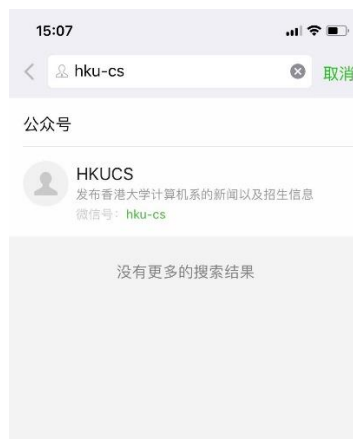 15:07
hku-cs
取消
公众号
HKUCS
发布香港大学计算机系的新闻以及招生信息
微信号：hku-cs
没有更多的搜索结果